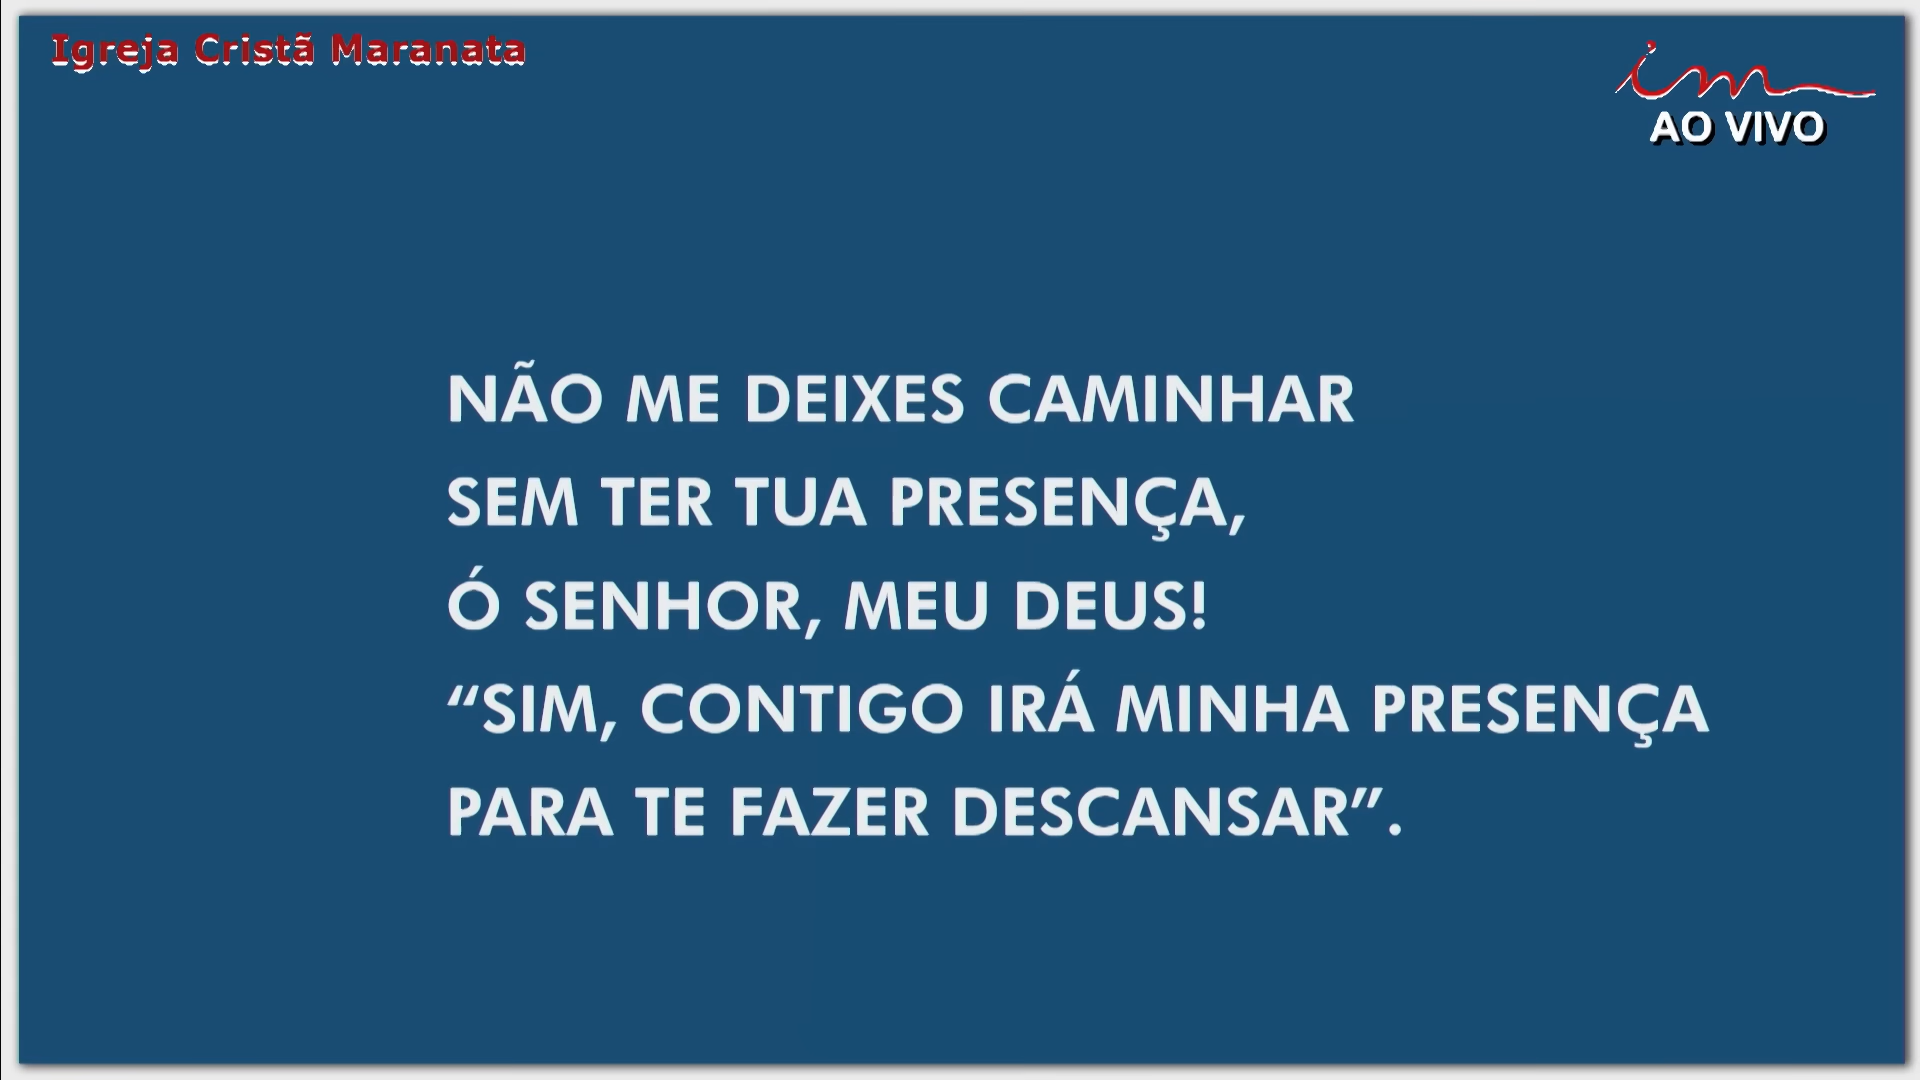 Igreja Cristã Maranata
im
AO VIVO
NÃO ME DEIXES CAMINHAR
SEM TER TUA PRESENÇA,
Ó SENHOR, MEU DEUS!
“SIM, CONTIGO IRÁ MINHA PRESENÇA
PARA TE FAZER DESCANSAR”.